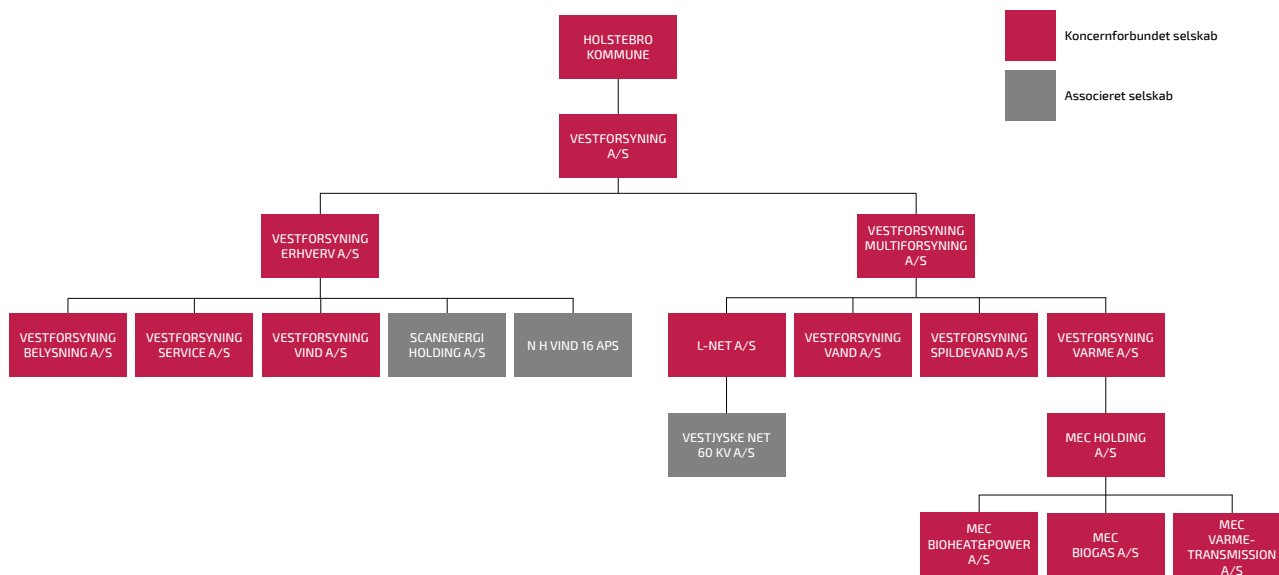 HOLSTEBRO
KOMMUNE
Koncernforbundet selskab
Associeret selskab
VESTFORSYNING
A/S
VESTFORSYNING
ERHVERV A/S
VESTFORSYNING
MULTIFORSYNING
A/S
VESTFORSYNING
BELYSNING A/S
VESTFORSYNING
SERVICE A/S
VESTFORSYNING
VIND A/S
SCANENERGI
HOLDING A/S
N H VIND 16 APS
L-NET A/S
VESTFORSYNING
VAND A/S
VESTFORSYNING
SPILDEVAND A/S
VESTFORSYNING
VARME A/S
VESTJYSKE NET
60 KV A/S
MEC HOLDING
A/S
MEC
BIOHEAT&POWER
A/S
MEC
BIOGAS A/S
MEC
VARME-
TRANSMISSION
A/S